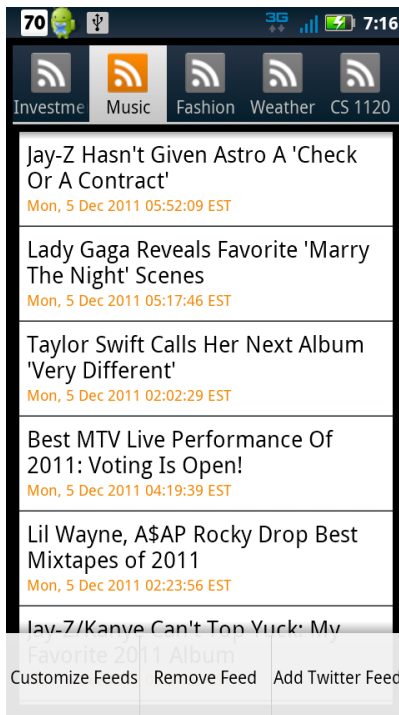 70 3G 7:16
Investme Music Fashion Weather CS 1120
Jay-Z Hasn't Given Astro A 'Check
Or A Contract'
Mon, 5 Dec 2011 05:52:09 EST
Lady Gaga Reveals Favorite 'Marry
The Night' Scenes
Mon, 5 Dec 2011 05:17:46 EST
Taylor Swift Calls Her Next Album
'Very Different'
Mon, 5 Dec 2011 02:02:29 EST
Best MTV Live Performance Of
2011: Voting Is Open!
Mon, 5 Dec 2011 04:19:39 EST
Lil Wayne, A$AP Rocky Drop Best
Mixtapes of 2011
Mon, 5 Dec 2011 02:23:56 EST
Jay-Z/Kanye Can't Top Yuck: My
Favorite 2011 Album
Customize Feeds Remove Feed Add Twitter Feed